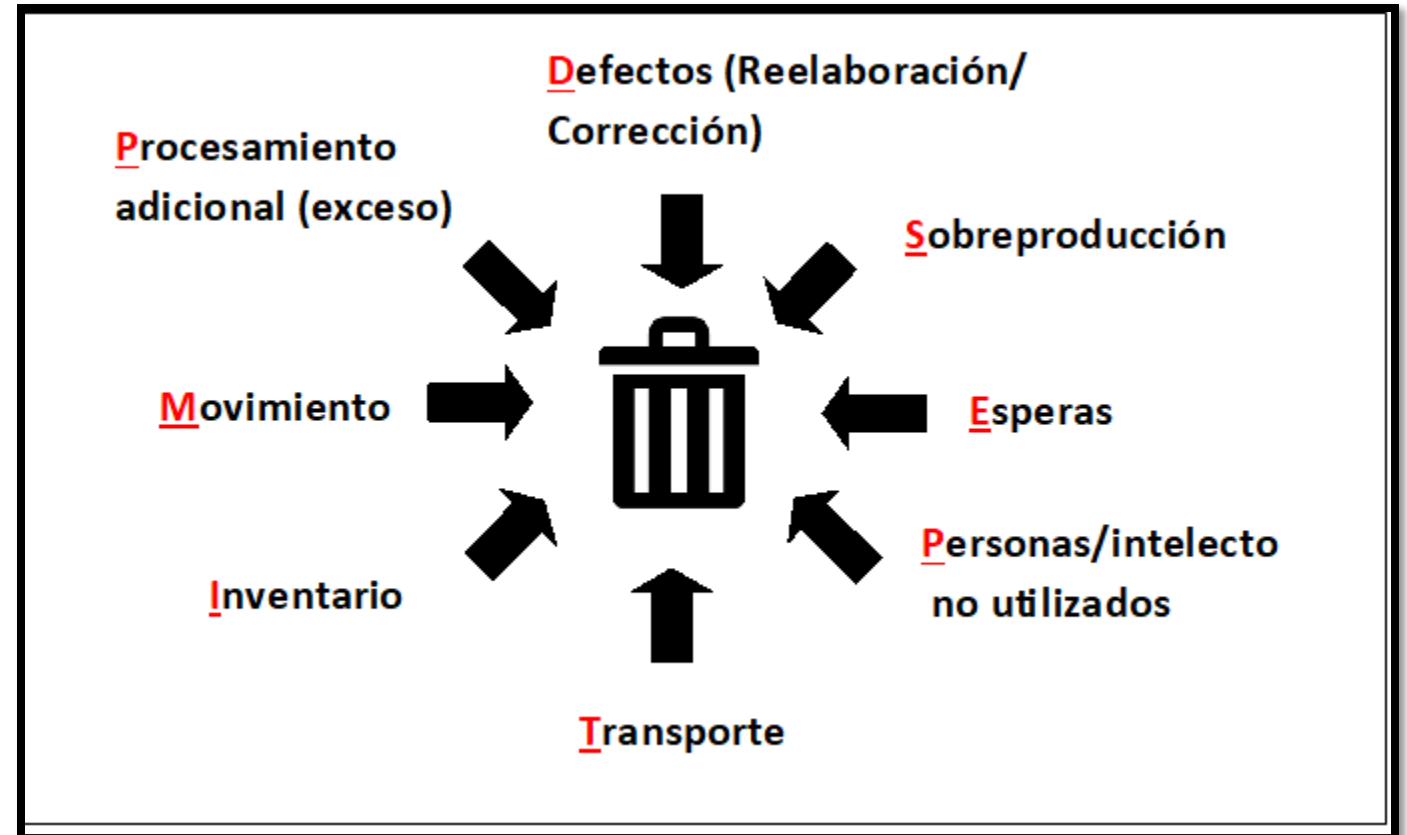 Defectos (Reelaboración/
Corrección)
Procesamiento
adicional (exceso)
Sobreproducción
Movimiento
Esperas
Personas/intelecto
no utilizados
Inventario
Transporte